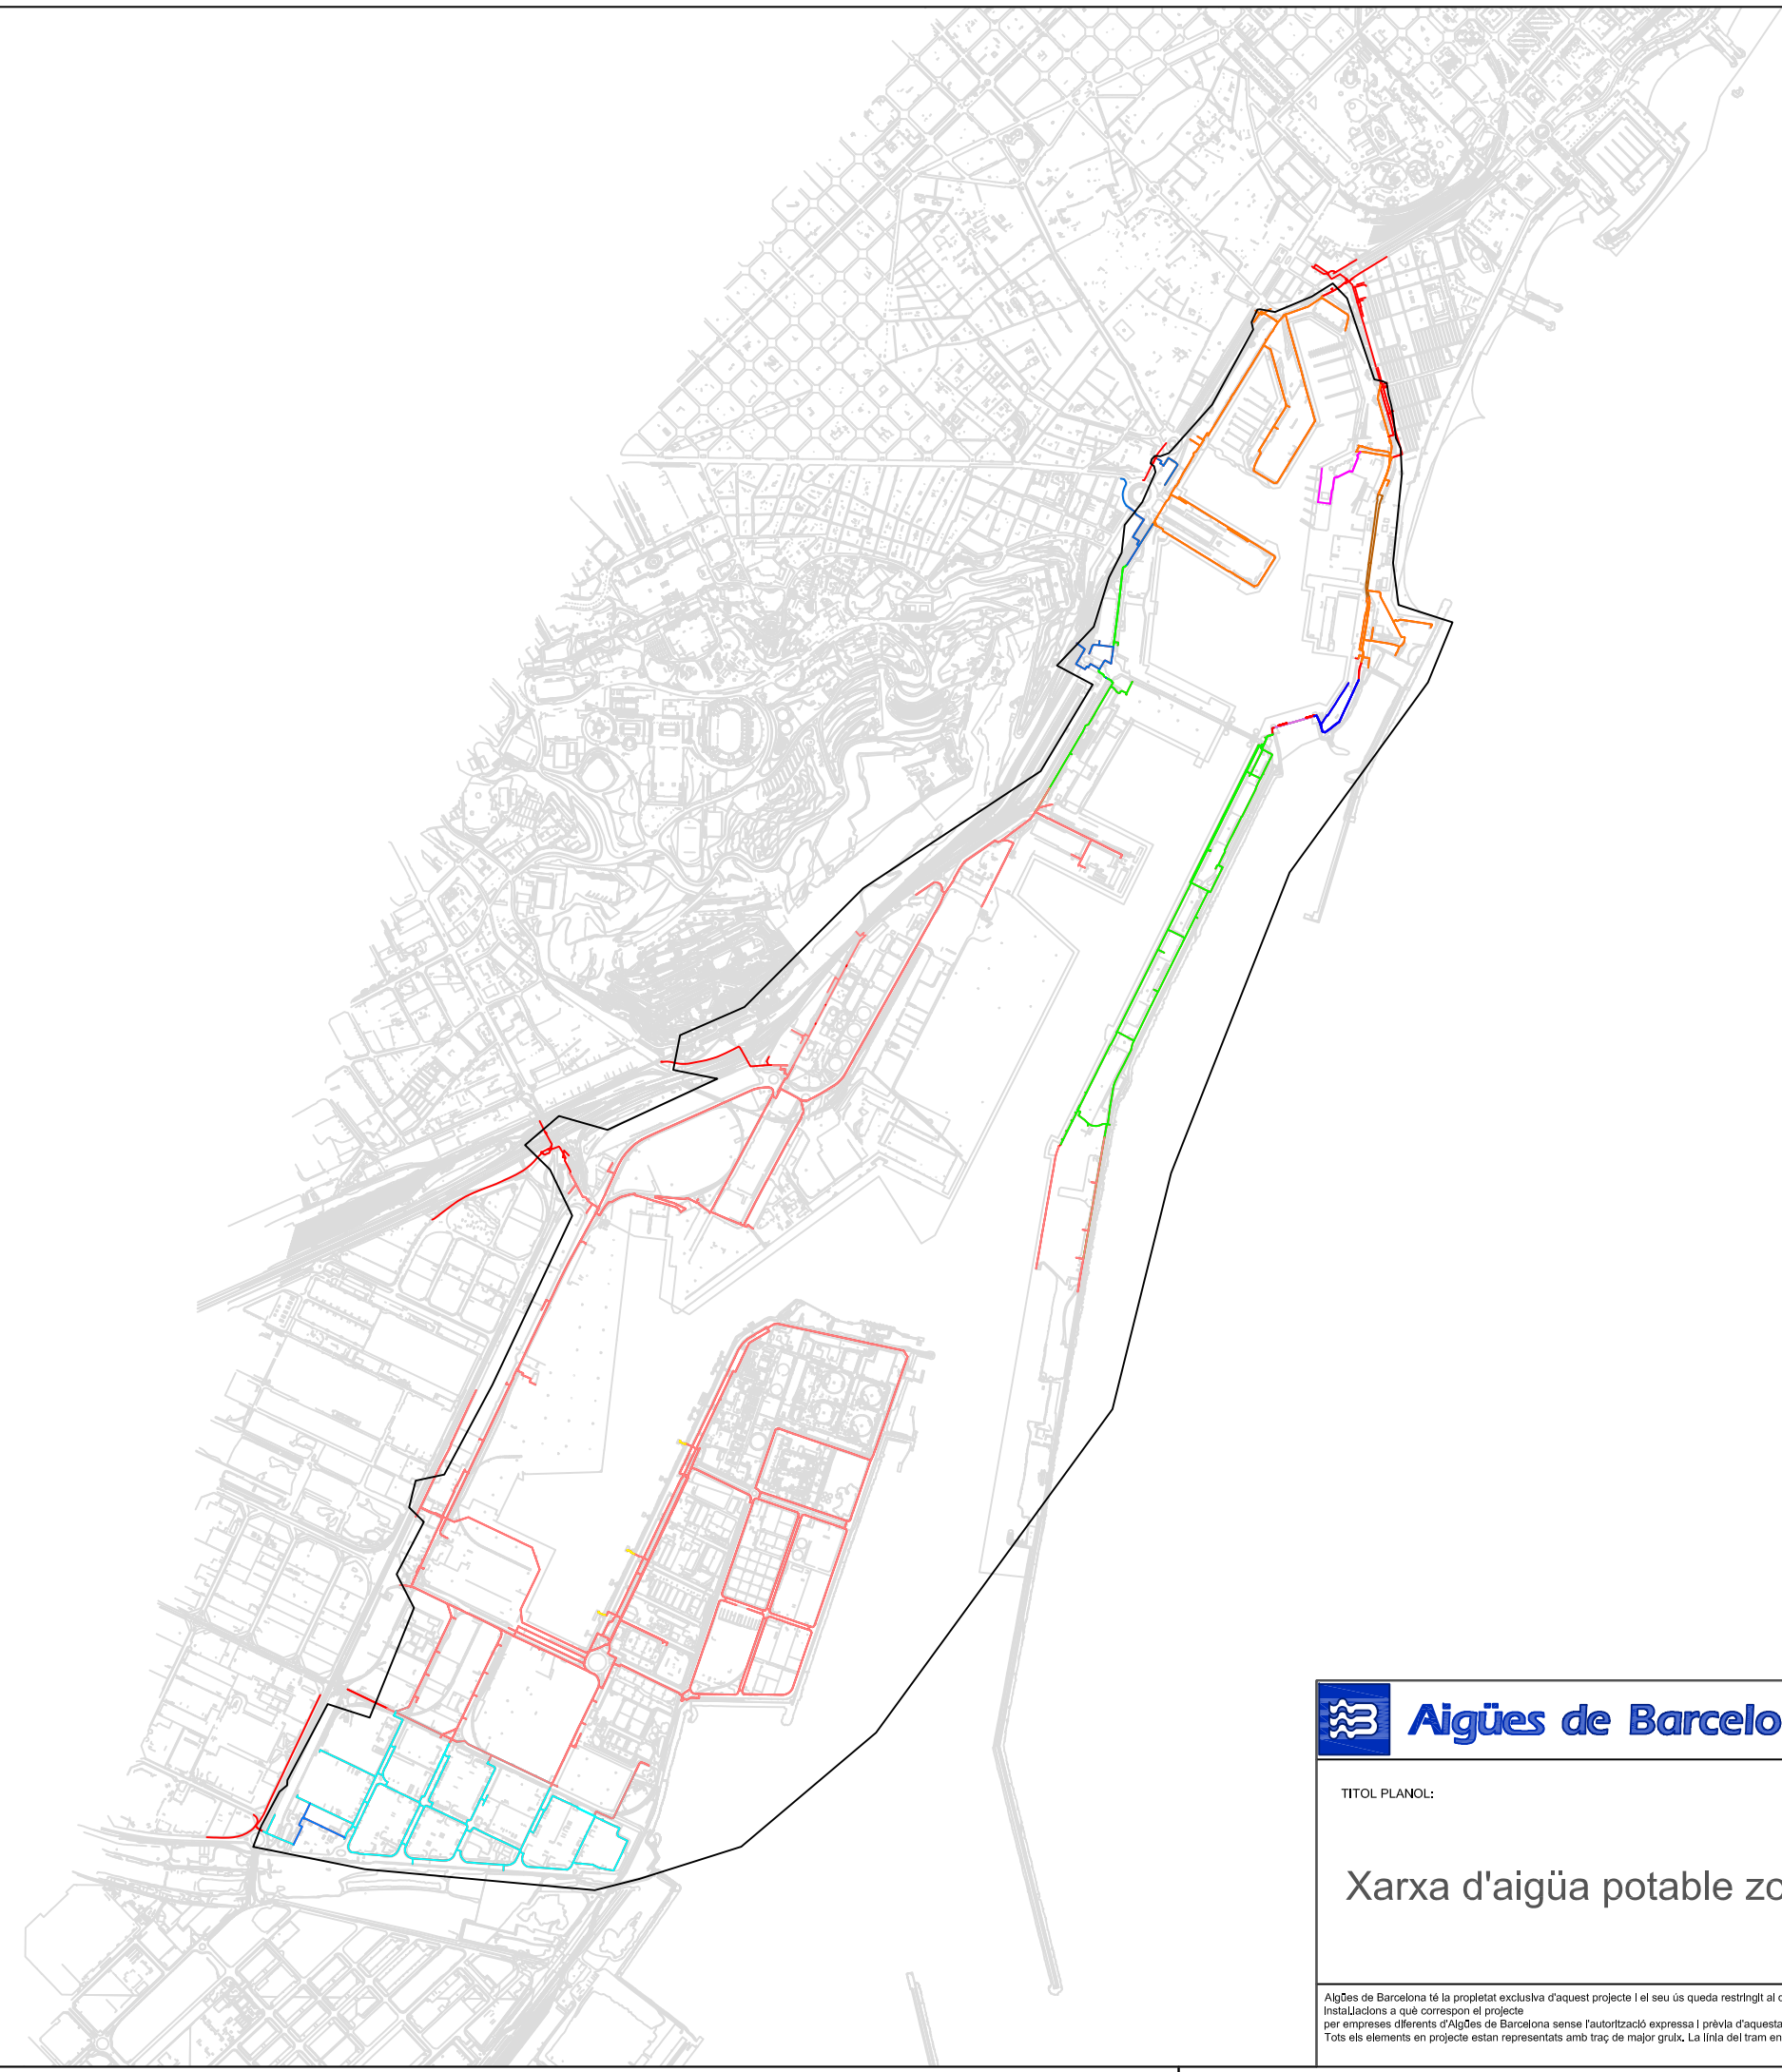 Aigües de Barcelo
TITOL PLANOL:
Xarxa d'aigüa potable zo
Aigües de Barcelona té la propietat exclusiva d'aquest projecte i el seu ús queda restringit al c
instal.lacions a què correspon el projecte
per empreses diferents d'Aigües de Barcelona sense l'autorització expressa i prèvia d'aquesta
Tots els elements en projecte estan representats amb traç de major gruix. La línia del tram en